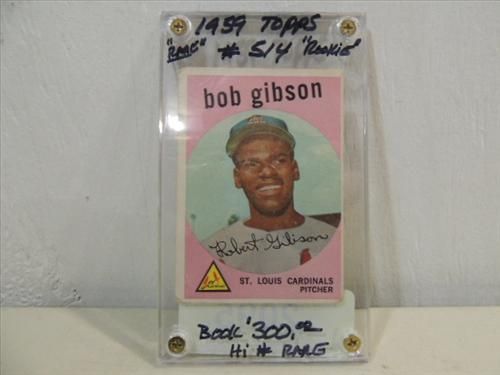 1959 TOPPS
"RARE" # 514 "ROOKIE"
bob gibson
Robert Gibson
ST. LOUIS CARDINALS
PITCHER
BOOK $300.00
Hi # RARE